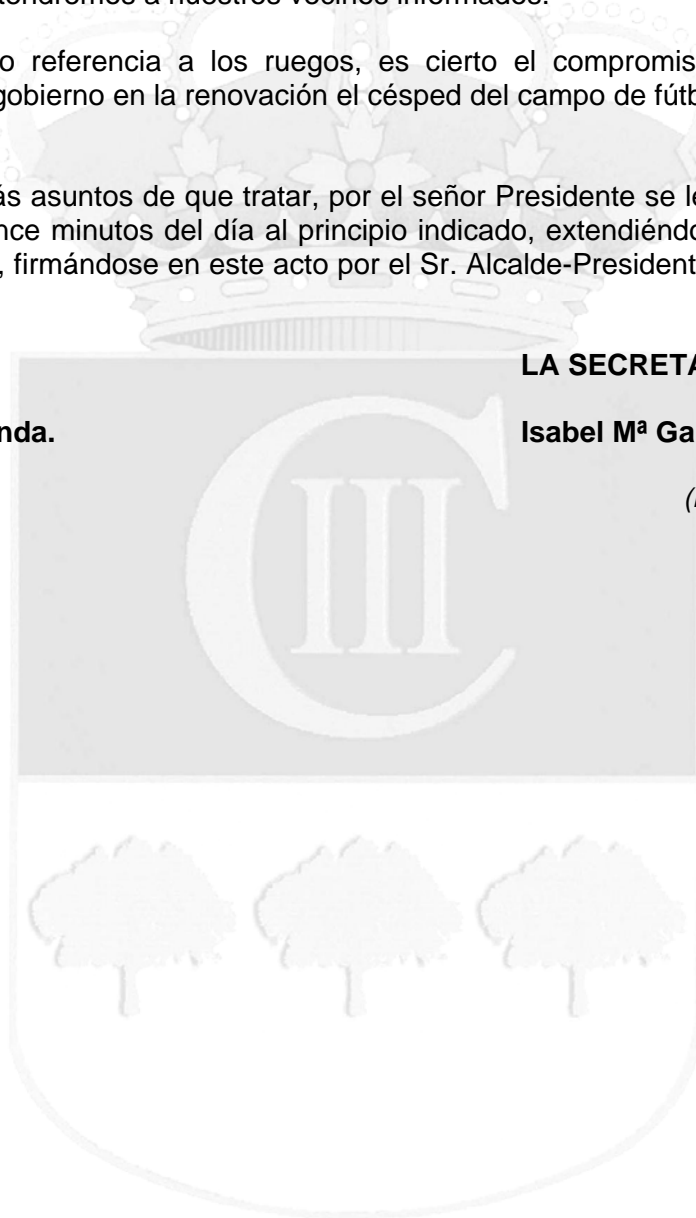 tendremos a nuestros vecinos informados.
o referencia a los ruegos, es cierto el compromis
gobierno en la renovación el césped del campo de fútb
ás asuntos de que tratar, por el señor Presidente se le
nce minutos del día al principio indicado, extendiéndo
, firmándose en este acto por el Sr. Alcalde-President
LA SECRETA
nda.
Isabel Mª Ga
(
CIII